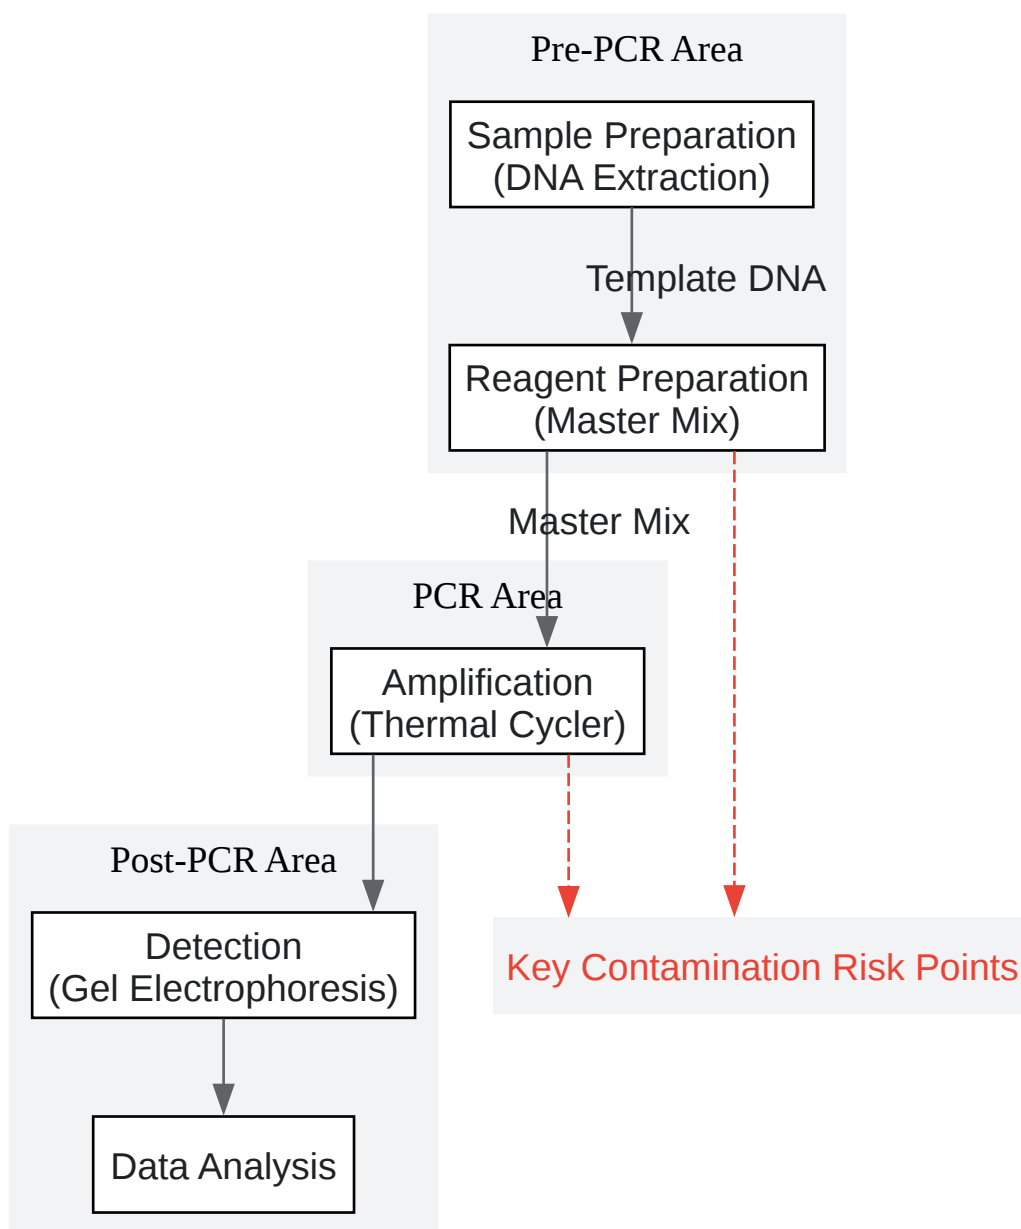 Pre-PCR Area
Sample Preparation
(DNA Extraction)
Template DNA
Reagent Preparation
(Master Mix)
Master Mix
PCR Area
Amplification
(Thermal Cycler)
Post-PCR Area
Detection
(Gel Electrophoresis)
Key Contamination Risk Points
Data Analysis